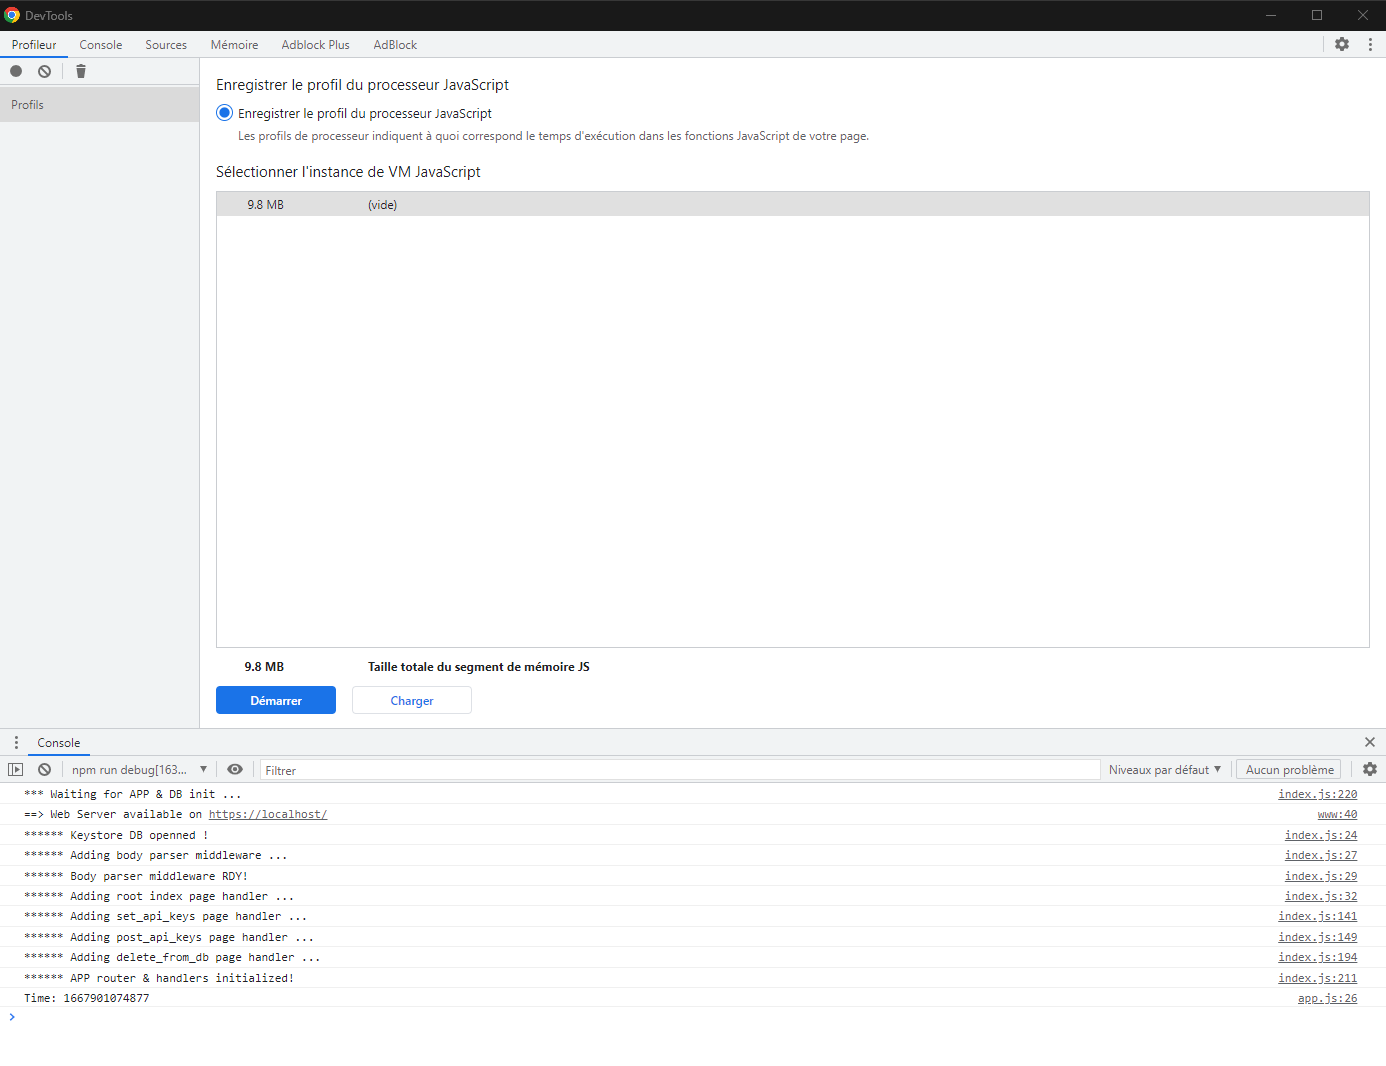 DevTools
Profileur Console Sources Mémoire Adblock Plus AdBlock
Profils
Enregistrer le profil du processeur JavaScript
Enregistrer le profil du processeur JavaScript
Les profils de processeur indiquent à quoi correspond le temps d'exécution dans les fonctions JavaScript de votre page.
Sélectionner l'instance de VM JavaScript
9.8 MB (vide)
9.8 MB Taille totale du segment de mémoire JS
Démarrer Charger
Console
npm run debug[163... Filtrer Niveaux par défaut Aucun problème
*** Waiting for APP & DB init ... index.js:220
==> Web Server available on https://localhost/ www:40
****** Keystore DB openned ! index.js:24
****** Adding body parser middleware ... index.js:27
****** Body parser middleware RDY! index.js:29
****** Adding root index page handler ... index.js:32
****** Adding set_api_keys page handler ... index.js:141
****** Adding post_api_keys page handler ... index.js:149
****** Adding delete_from_db page handler ... index.js:194
****** APP router & handlers initialized! index.js:211
Time: 1667901074877 app.js:26
>